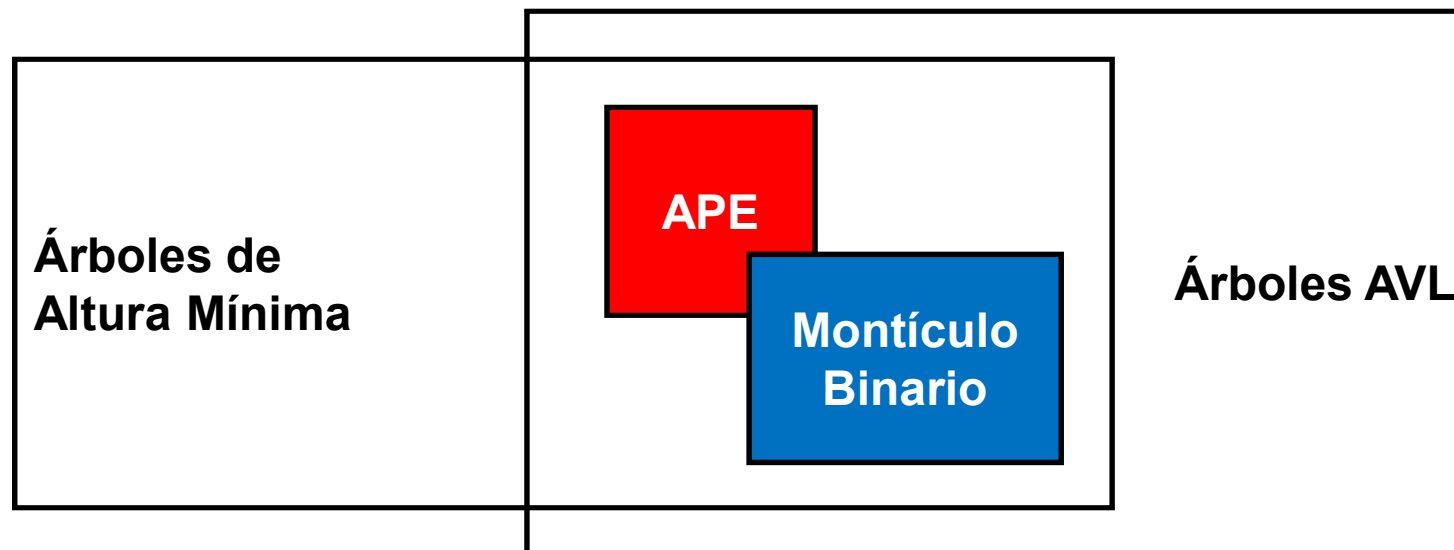 APE
Árboles de
Altura Mínima
Árboles AVL
Montículo
Binario